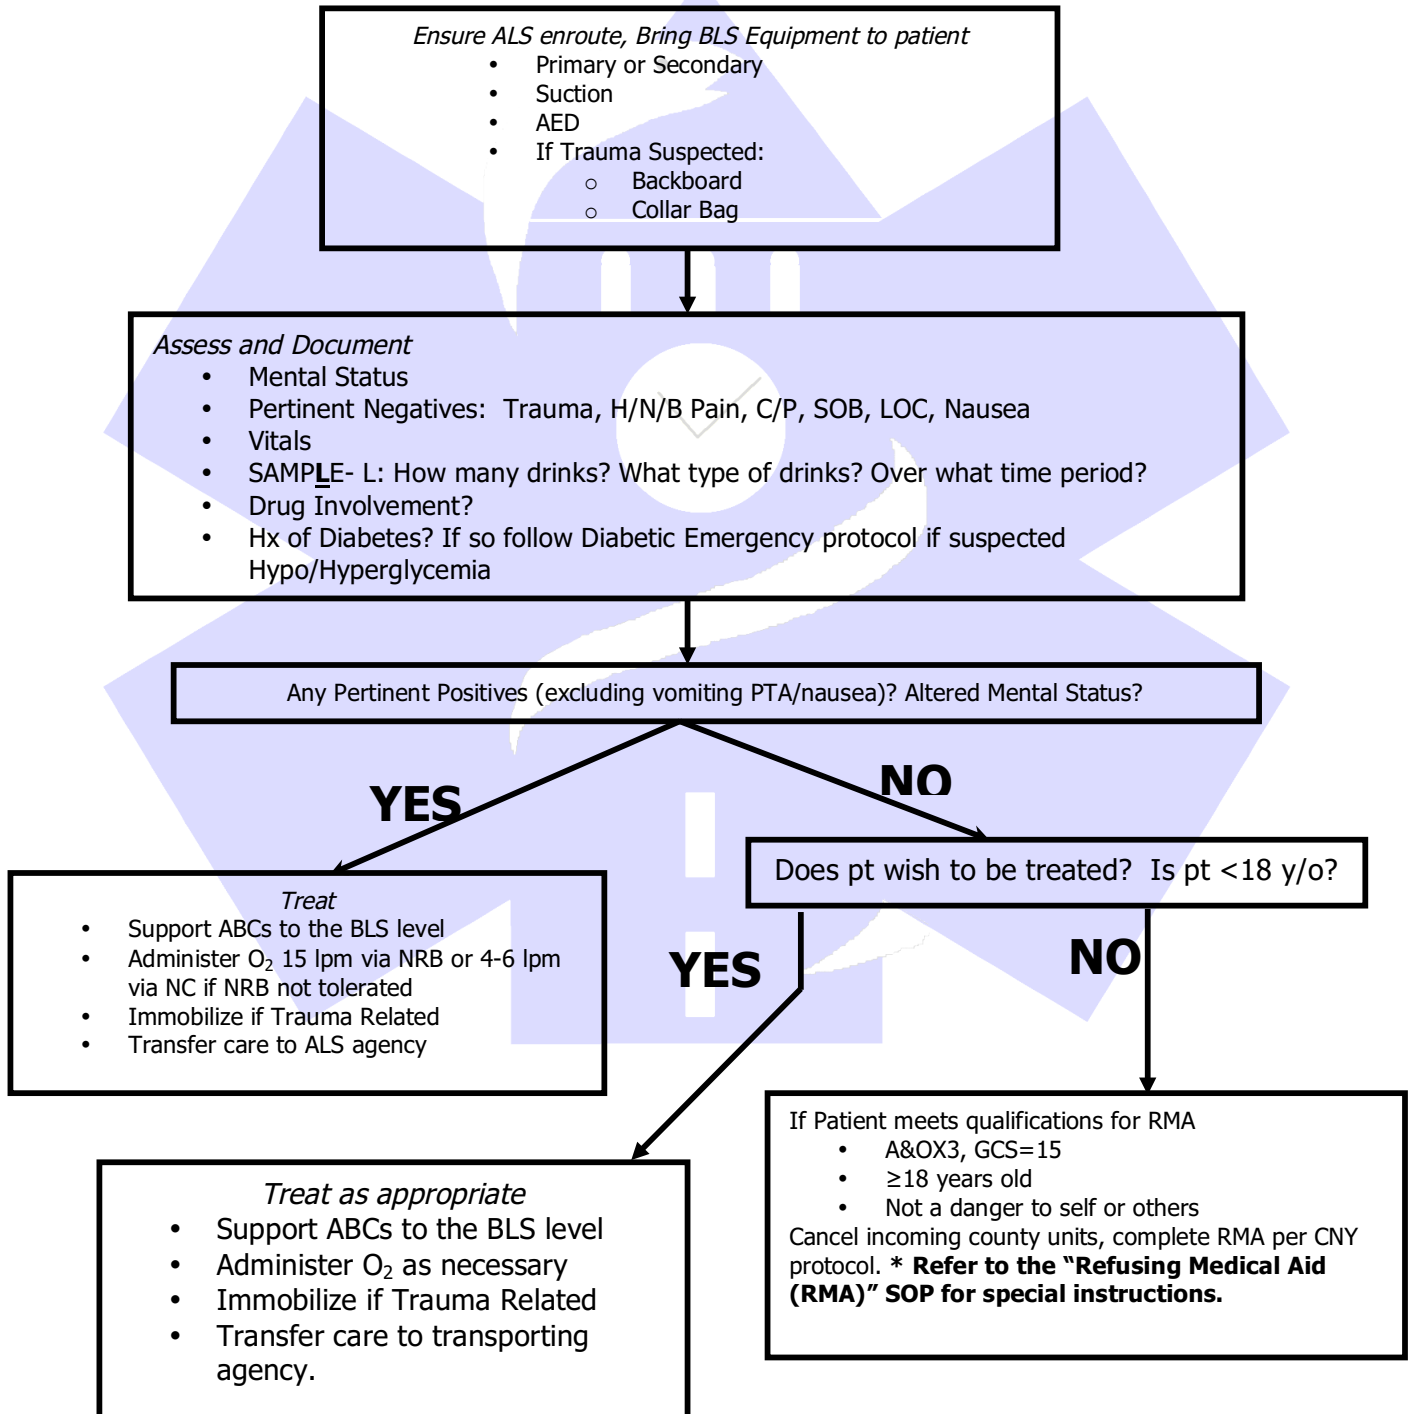 Ensure ALS enroute, Bring BLS Equipment to patient
• Primary or Secondary
• Suction
• AED
• If Trauma Suspected:
o Backboard
o Collar Bag
Assess and Document
• Mental Status
• Pertinent Negatives: Trauma, H/N/B Pain, C/P, SOB, LOC, Nausea
• Vitals
• SAMPLE- L: How many drinks? What type of drinks? Over what time period?
• Drug Involvement?
• Hx of Diabetes? If so follow Diabetic Emergency protocol if suspected
Hypo/Hyperglycemia
Any Pertinent Positives (excluding vomiting PTA/nausea)? Altered Mental Status?
YES
NO
Does pt wish to be treated? Is pt <18 y/o?
Treat
• Support ABCs to the BLS level
• Administer O₂ 15 lpm via NRB or 4-6 lpm
via NC if NRB not tolerated
• Immobilize if Trauma Related
• Transfer care to ALS agency
YES
NO
If Patient meets qualifications for RMA
• A&OX3, GCS=15
• ≥18 years old
• Not a danger to self or others
Cancel incoming county units, complete RMA per CNY
protocol. * Refer to the “Refusing Medical Aid
(RMA)” SOP for special instructions.
Treat as appropriate
• Support ABCs to the BLS level
• Administer O₂ as necessary
• Immobilize if Trauma Related
• Transfer care to transporting
agency.